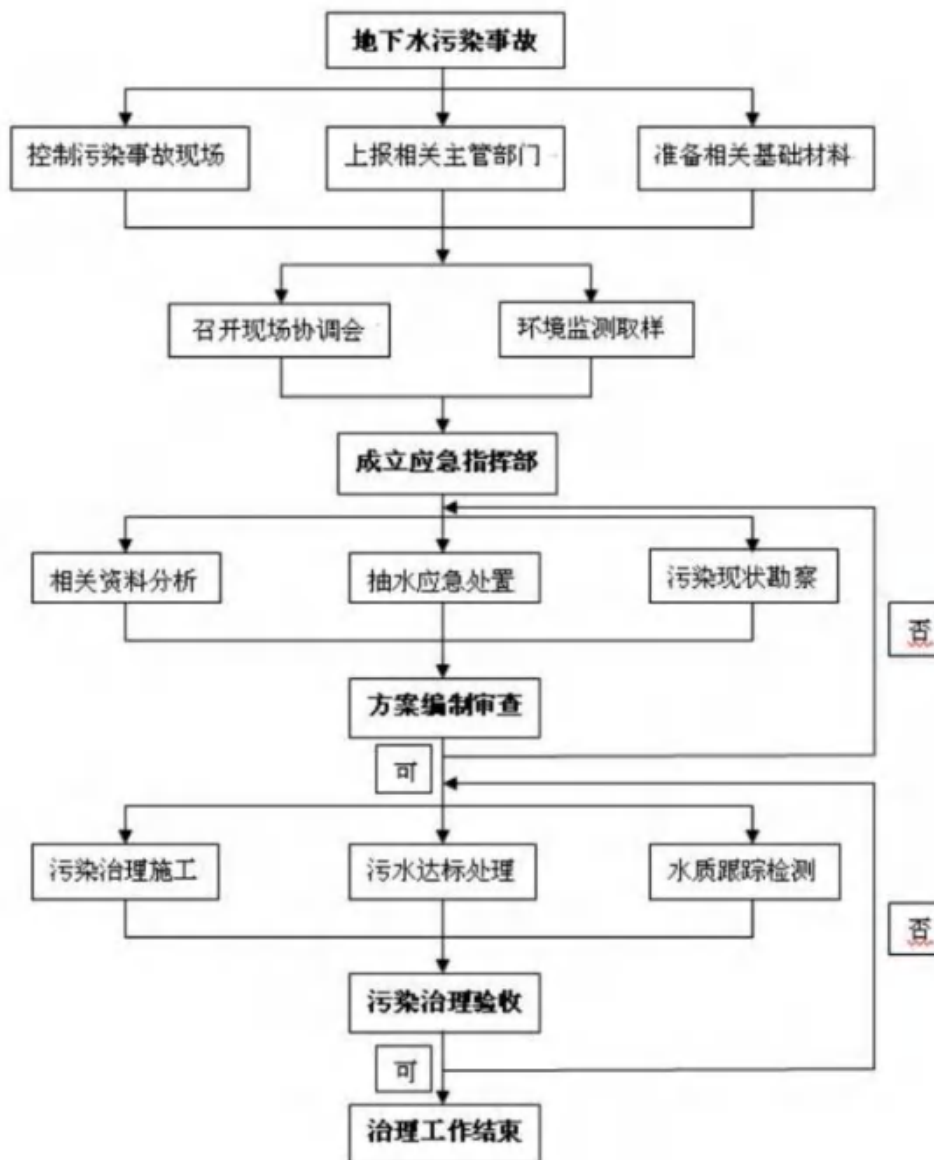 地下水污染事故
控制污染事故现场
上报相关主管部门
准备相关基础材料
召开现场协调会
环境监测取样
成立应急指挥部
相关资料分析
抽水应急处置
污染现状勘察
否
方案编制审查
可
污染治理施工
污水达标处理
水质跟踪检测
否
污染治理验收
可
治理工作结束